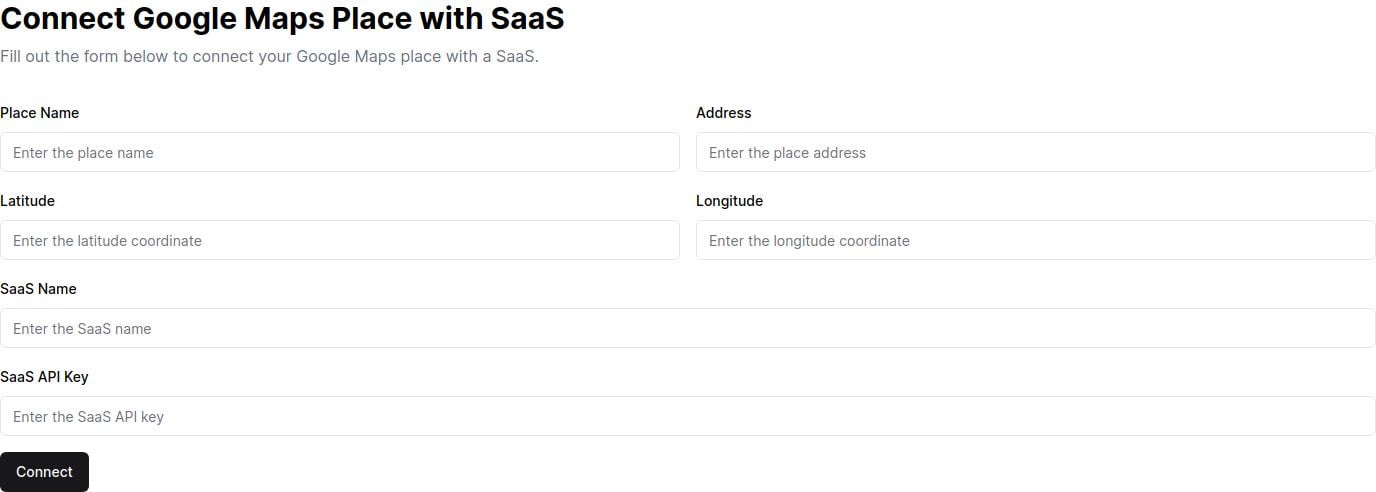 Connect Google Maps Place with SaaS
Fill out the form below to connect your Google Maps place with a SaaS.
Place Name
Address
Enter the place name
Enter the place address
Latitude
Longitude
Enter the latitude coordinate
Enter the longitude coordinate
SaaS Name
Enter the SaaS name
SaaS API Key
Enter the SaaS API key
Connect